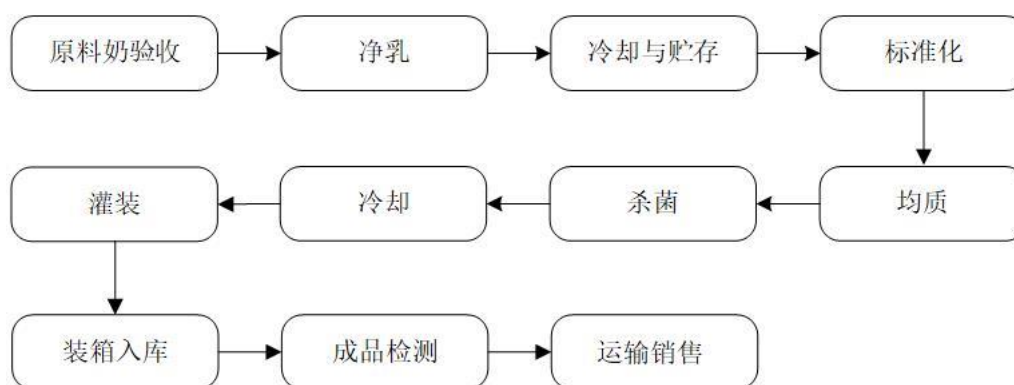 原料奶验收
净乳
冷却与贮存
标准化
均质
杀菌
冷却
灌装
装箱入库
成品检测
运输销售